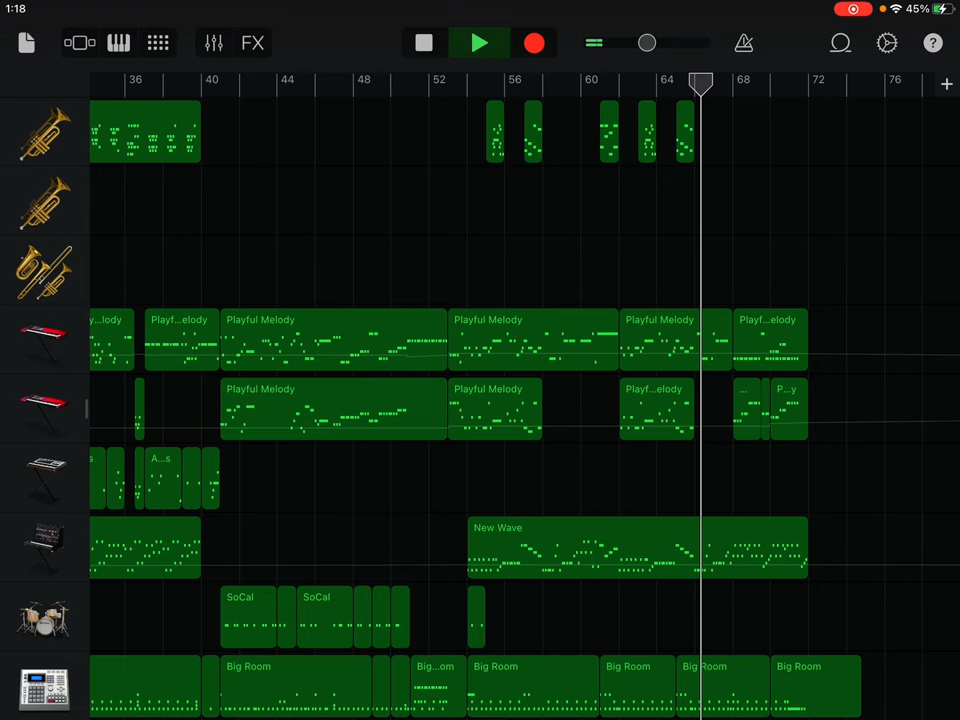 1:18
45%
FX
?
36 40 44 48 52 56 60 64 68 72 76 +
y...lody Playf...elody Playful Melody Playful Melody Playful Melody Playf...elody
Playful Melody Playful Melody Playf...elody ... P...y
s A...s
New Wave
SoCal SoCal
Big Room Big...om Big Room Big Room Big Room Big Room